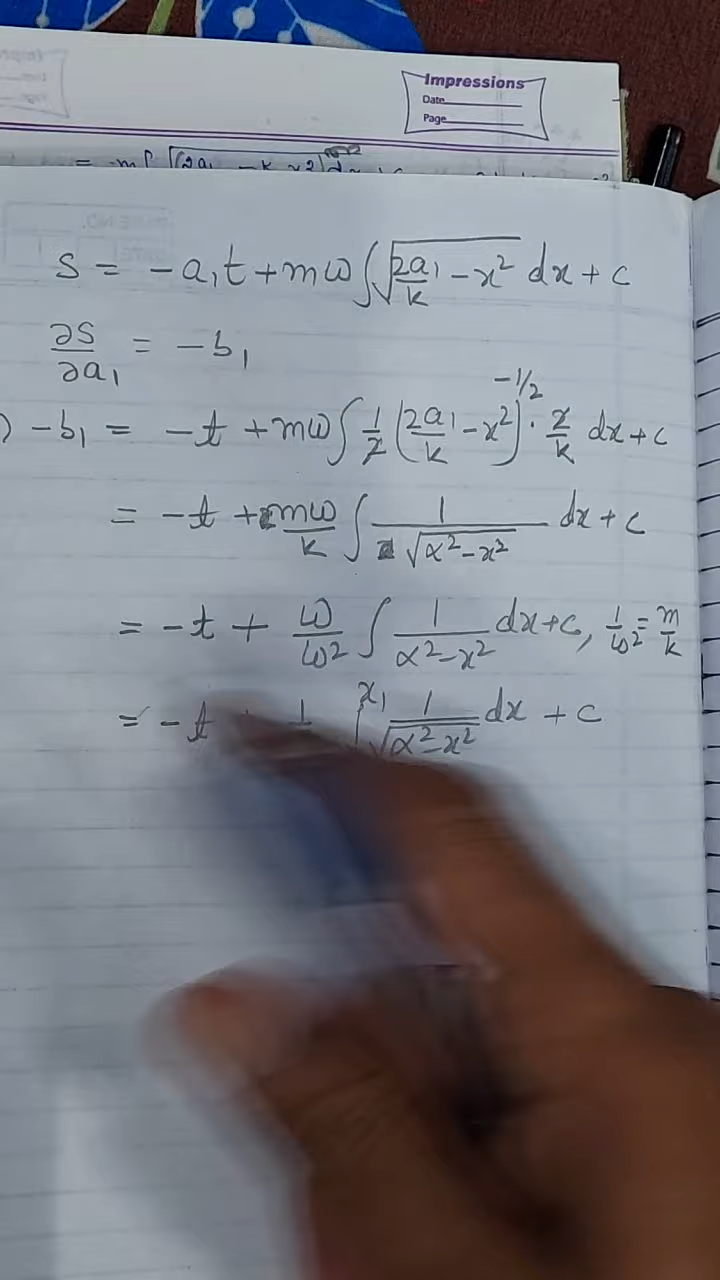 Impressions
Date
Page
S = -a₁t + mω ∫ √(2a₁/k - x²) dx + c
∂S/∂a₁ = -b₁
) -b₁ = -t + mω ∫ 1/2 (2a₁/k - x²)^(-1/2) · 2/k dx + c
= -t + mω/k ∫ 1/√(α² - x²) dx + c
= -t + ω/ω² ∫ 1/(α² - x²) dx + c, 1/ω² = m/k
= -t + 1 ∫ x₁ 1/√(α² - x²) dx + c